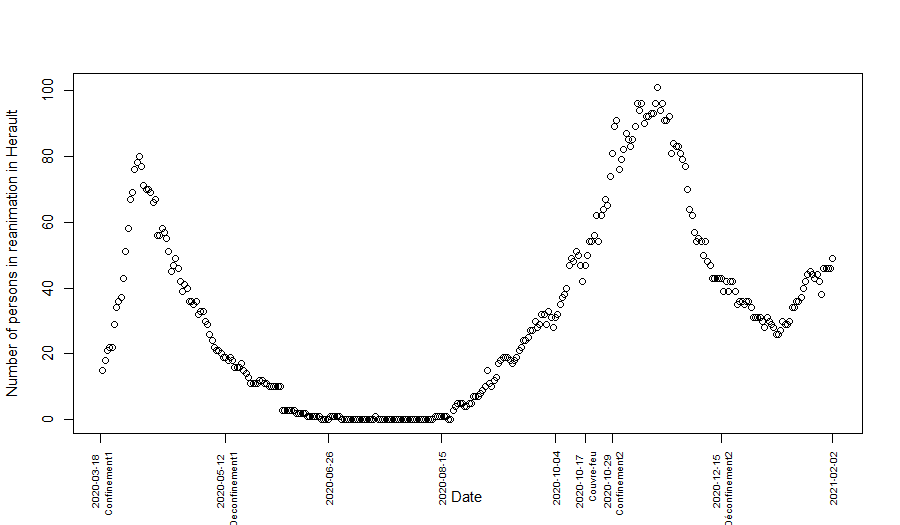 Number of persons in reanimation in Herault
100
80
60
40
20
0
2020-03-18
Confinement1
2020-05-12
Deconfinement1
2020-06-26
2020-08-15
2020-10-04
2020-10-17
Couvre-feu
2020-10-29
Confinement2
2020-12-15
Déconfinement2
2021-02-02
Date